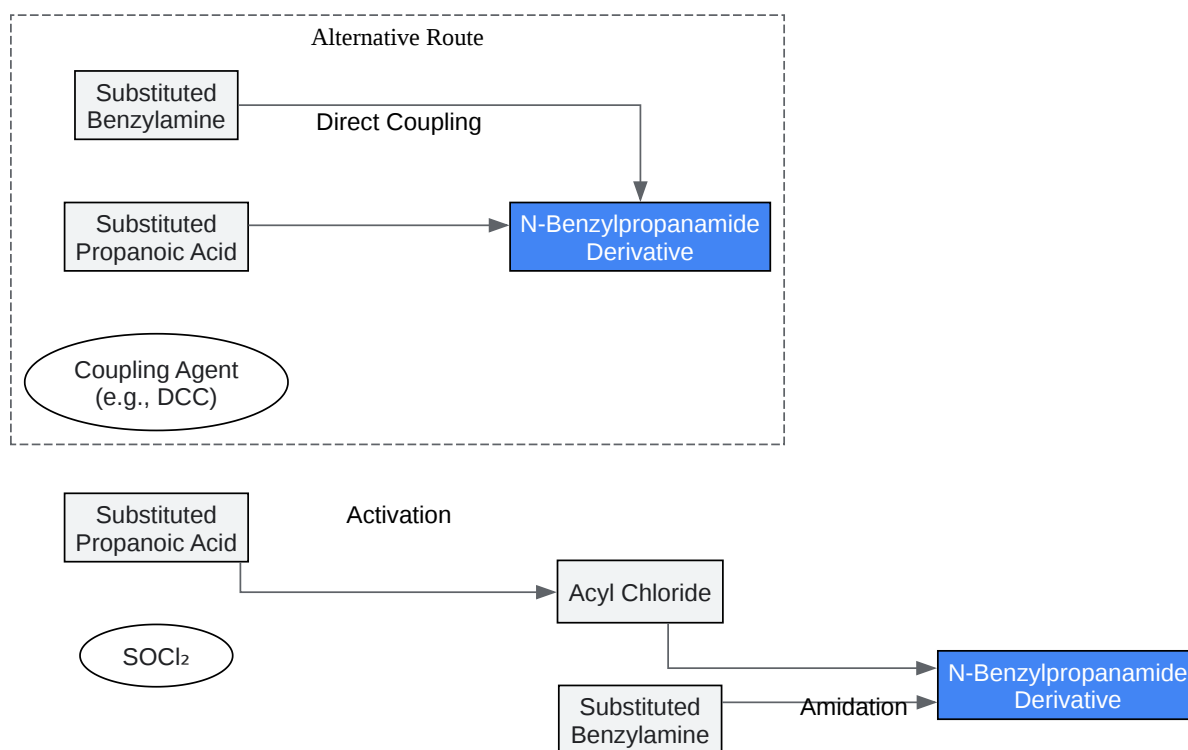 Alternative Route
Substituted
Benzylamine
Direct Coupling
Substituted
Propanoic Acid
N-Benzylpropanamide
Derivative
Coupling Agent
(e.g., DCC)
Substituted
Propanoic Acid
Activation
Acyl Chloride
SOCl₂
N-Benzylpropanamide
Derivative
Substituted
Benzylamine
Amidation